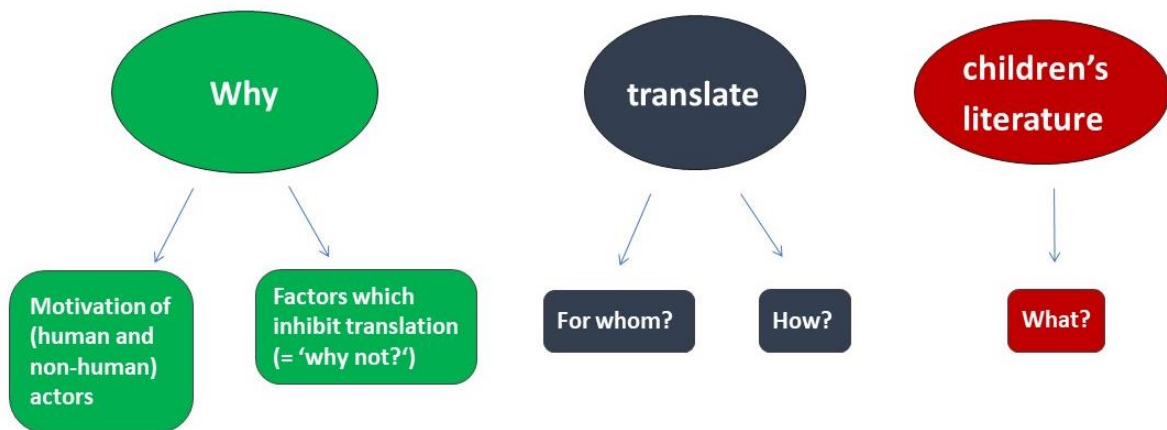 Why
translate
children's
literature
Motivation of
(human and
non-human)
actors
Factors which
inhibit translation
(= ‘why not?‘)
For whom?
How?
What?